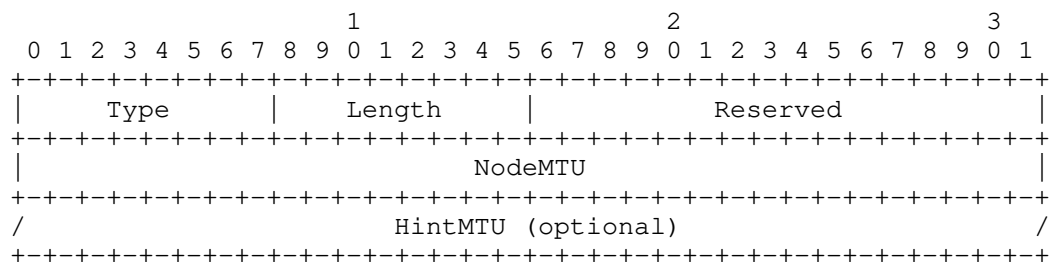 1                   2                   3
 0 1 2 3 4 5 6 7 8 9 0 1 2 3 4 5 6 7 8 9 0 1 2 3 4 5 6 7 8 9 0 1
+-+-+-+-+-+-+-+-+-+-+-+-+-+-+-+-+-+-+-+-+-+-+-+-+-+-+-+-+-+-+-+-+
|     Type      |    Length     |           Reserved            |
+-+-+-+-+-+-+-+-+-+-+-+-+-+-+-+-+-+-+-+-+-+-+-+-+-+-+-+-+-+-+-+-+
|                            NodeMTU                            |
+-+-+-+-+-+-+-+-+-+-+-+-+-+-+-+-+-+-+-+-+-+-+-+-+-+-+-+-+-+-+-+-+
/                       HintMTU (optional)                      /
+-+-+-+-+-+-+-+-+-+-+-+-+-+-+-+-+-+-+-+-+-+-+-+-+-+-+-+-+-+-+-+-+